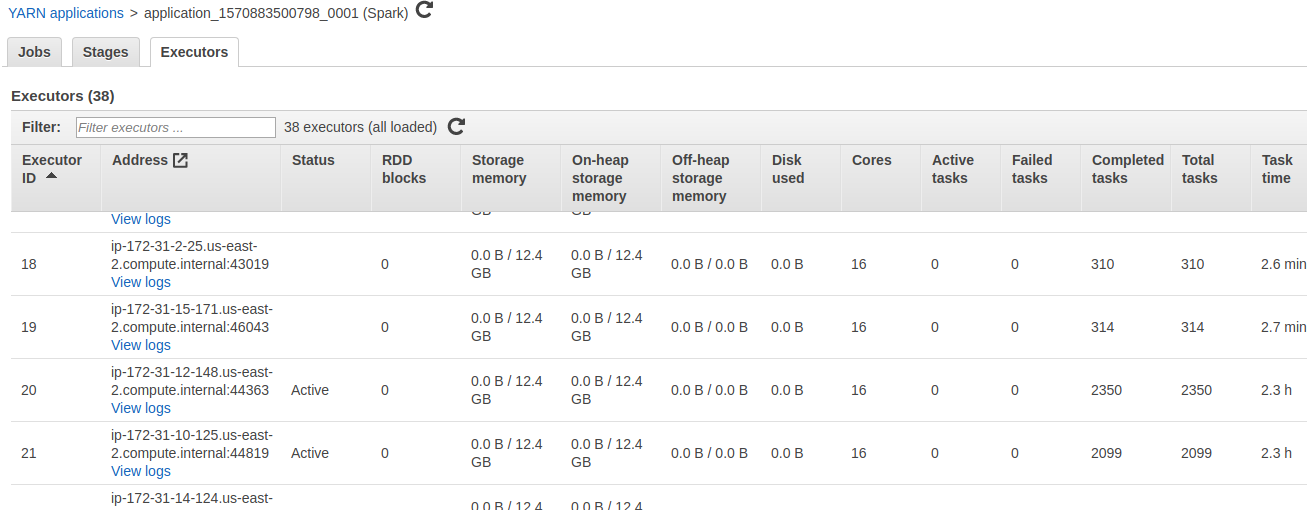 YARN applications > application_1570883500798_0001 (Spark)
Jobs Stages Executors
Executors (38)
Filter: Filter executors ... 38 executors (all loaded)
Executor ID Address Status RDD blocks Storage memory On-heap storage memory Off-heap storage memory Disk used Cores Active tasks Failed tasks Completed tasks Total tasks Task time
GB GB
View logs
ip-172-31-2-25.us-east-
18 2.compute.internal:43019 0 0.0 B / 12.4 GB 0.0 B / 12.4 GB 0.0 B / 0.0 B 0.0 B 16 0 0 310 310 2.6 min
View logs
ip-172-31-15-171.us-east-
19 2.compute.internal:46043 0 0.0 B / 12.4 GB 0.0 B / 12.4 GB 0.0 B / 0.0 B 0.0 B 16 0 0 314 314 2.7 min
View logs
ip-172-31-12-148.us-east-
20 2.compute.internal:44363 Active 0 0.0 B / 12.4 GB 0.0 B / 12.4 GB 0.0 B / 0.0 B 0.0 B 16 0 0 2350 2350 2.3 h
View logs
ip-172-31-10-125.us-east-
21 2.compute.internal:44819 Active 0 0.0 B / 12.4 GB 0.0 B / 12.4 GB 0.0 B / 0.0 B 0.0 B 16 0 0 2099 2099 2.3 h
View logs
ip-172-31-14-124.us-east-
0.0 B / 12.4 0.0 B / 12.4